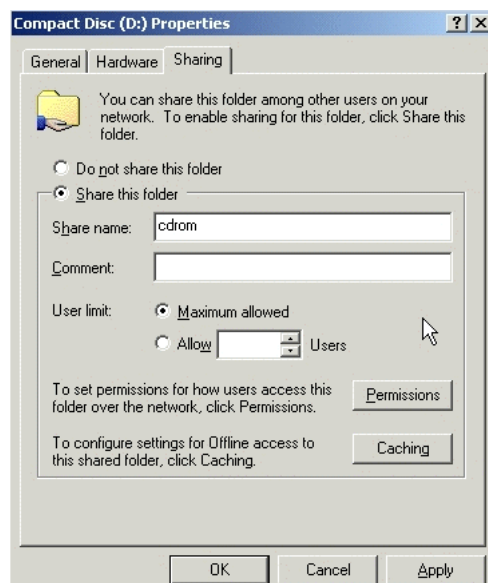 Compact Disc (D:) Properties
General Hardware Sharing
You can share this folder among other users on your
network. To enable sharing for this folder, click Share this
folder.
Do not share this folder
Share this folder
Share name: cdrom
Comment:
User limit: Maximum allowed
Allow Users
To set permissions for how users access this
folder over the network, click Permissions.
Permissions
To configure settings for Offline access to
this shared folder, click Caching.
Caching
OK Cancel Apply